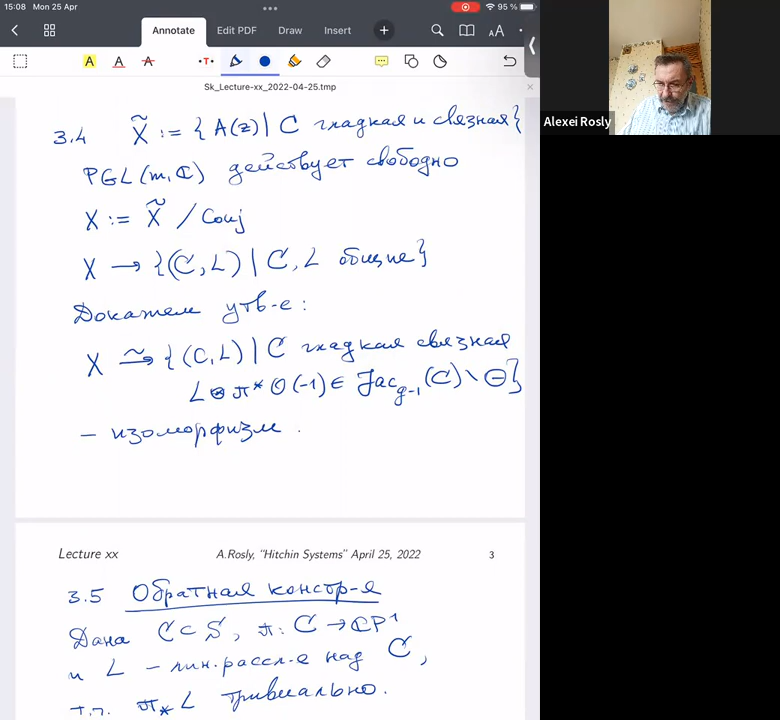 15:08 Mon 25 Apr
95 %
Annotate Edit PDF Draw Insert
AA
A A A T
Sk_Lecture-xx_2022-04-25.tmp
Alexei Rosly
3.4 X̃ := { A(z) | C гладкая и связная }
PGL(m, ℂ) действует свободно
X := X̃ / Conj
X → {(C, L) | C, L общие}
Докажем утв-е:
X ⥲ {(C, L) | C гладкая связная
L ⊗ π* O(-1) ∈ Jac_{g-1}(C) \ Θ}
— изоморфизм.
Lecture xx A.Rosly, "Hitchin Systems" April 25, 2022 3
3.5 Обратная констр-я
Дана C ⊂ S, π: C → ℂP¹
и L — лин. рассл-е над C,
т.ч. π_* L тривиально.